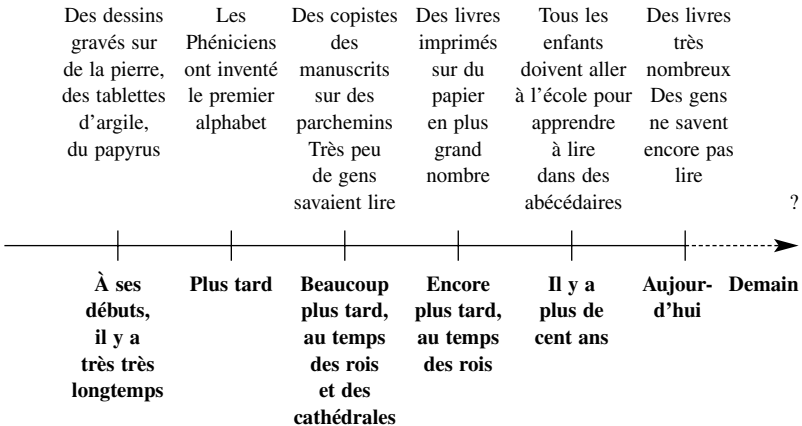 Des dessins
gravés sur
de la pierre,
des tablettes
d'argile,
du papyrus
Les
Phéniciens
ont inventé
le premier
alphabet
Des copistes
des
manuscrits
sur des
parchemins
Très peu
de gens
savaient lire
Des livres
imprimés
sur du
papier
en plus
grand
nombre
Tous les
enfants
doivent aller
à l'école pour
apprendre
à lire
dans des
abécédaires
Des livres
très
nombreux
Des gens
ne savent
encore pas
lire
?
À ses
débuts,
il y a
très très
longtemps
Plus tard
Beaucoup
plus tard,
au temps
des rois
et des
cathédrales
Encore
plus tard,
au temps
des rois
Il y a
plus de
cent ans
Aujour-
d'hui
Demain